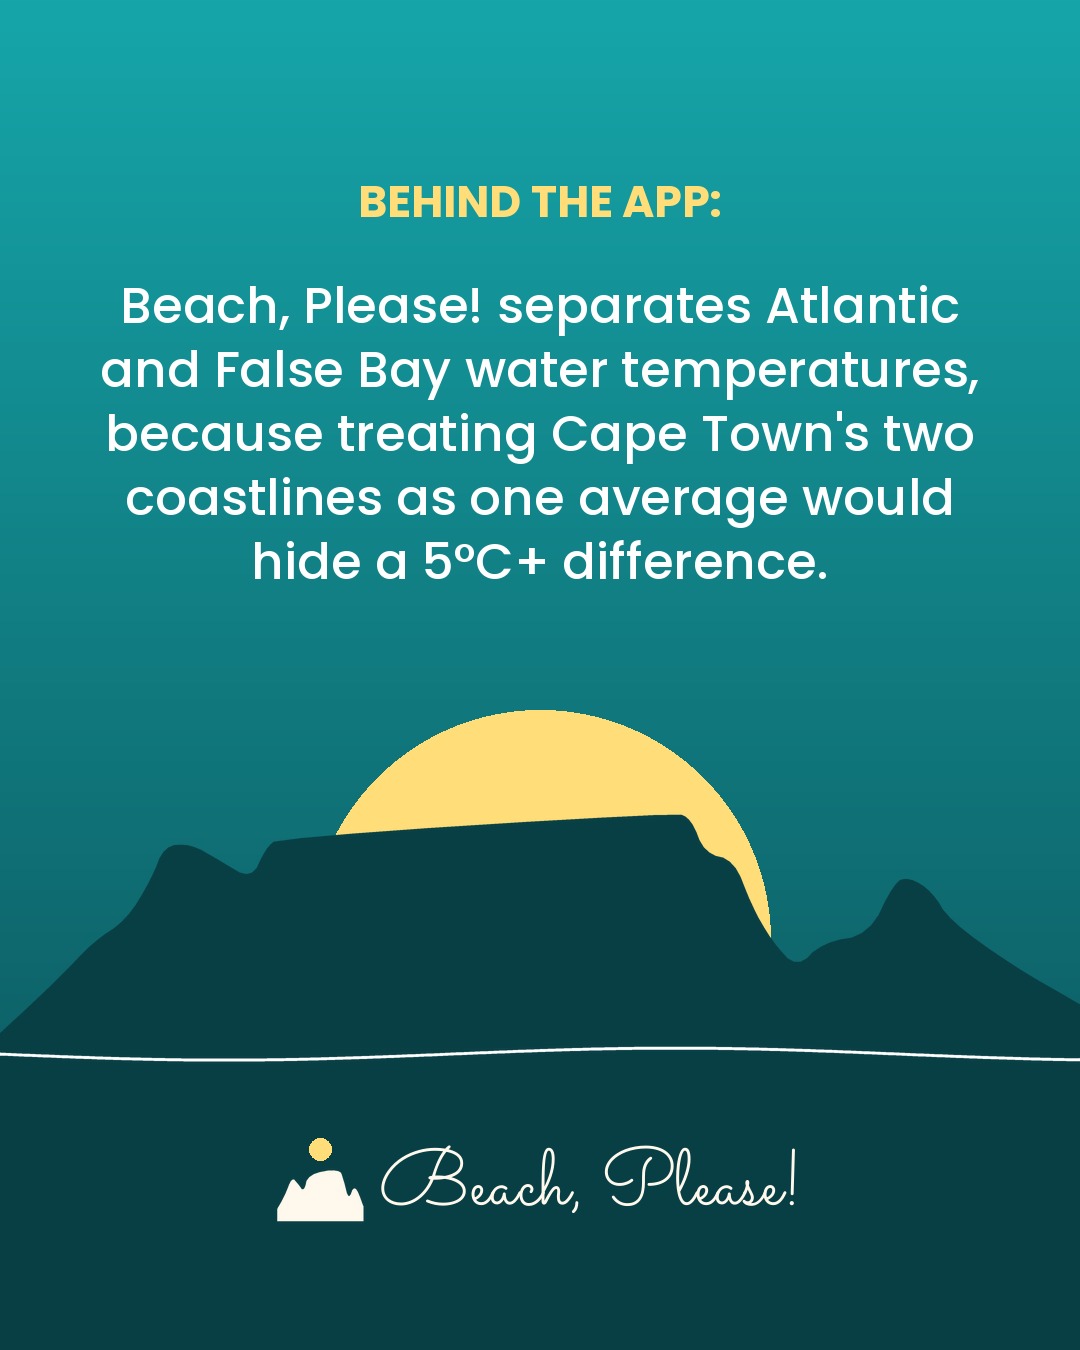 BEHIND THE APP:
Beach, Please! separates Atlantic
and False Bay water temperatures,
because treating Cape Town's two
coastlines as one average would
hide a 5°C+ difference.
Beach, Please!